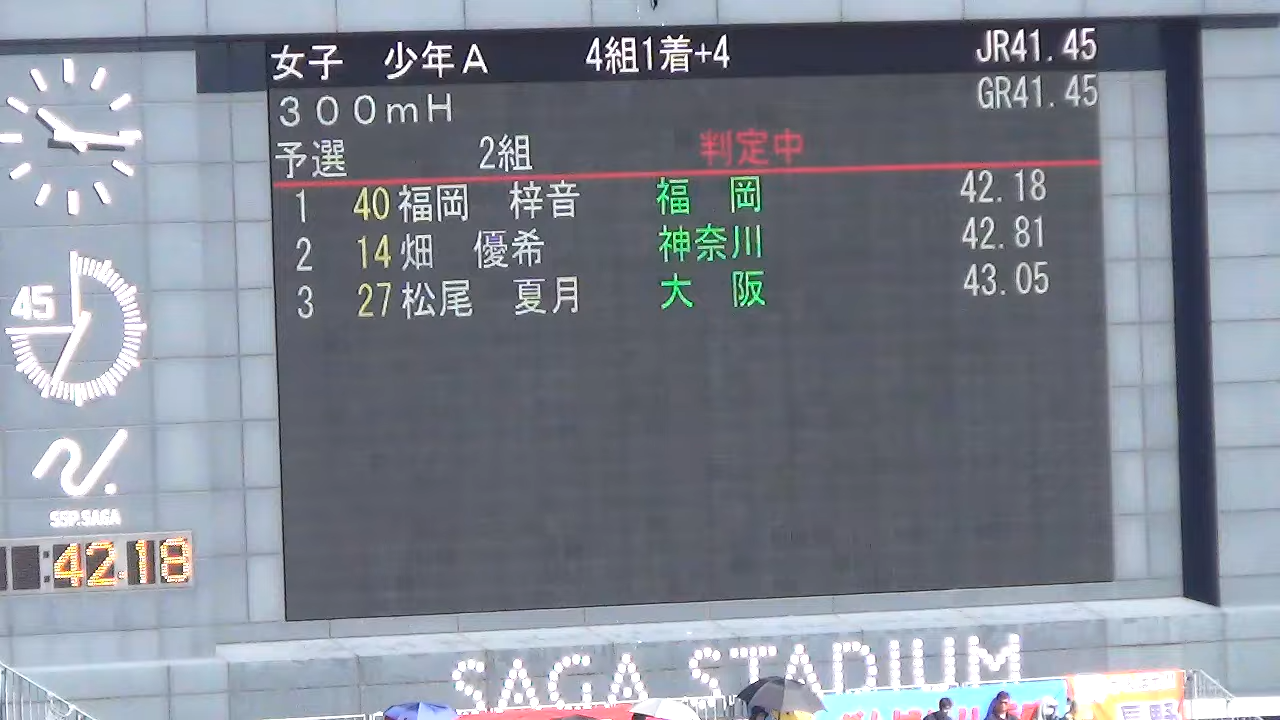 女子 少年A 4組1着+4 JR41.45
300mH GR41.45
予選 2組 判定中
1 40 福岡 梓音 福 岡 42.18
2 14 畑 優希 神奈川 42.81
3 27 松尾 夏月 大 阪 43.05
45
SSP.SAGA
42.18
SAGA STADIUM